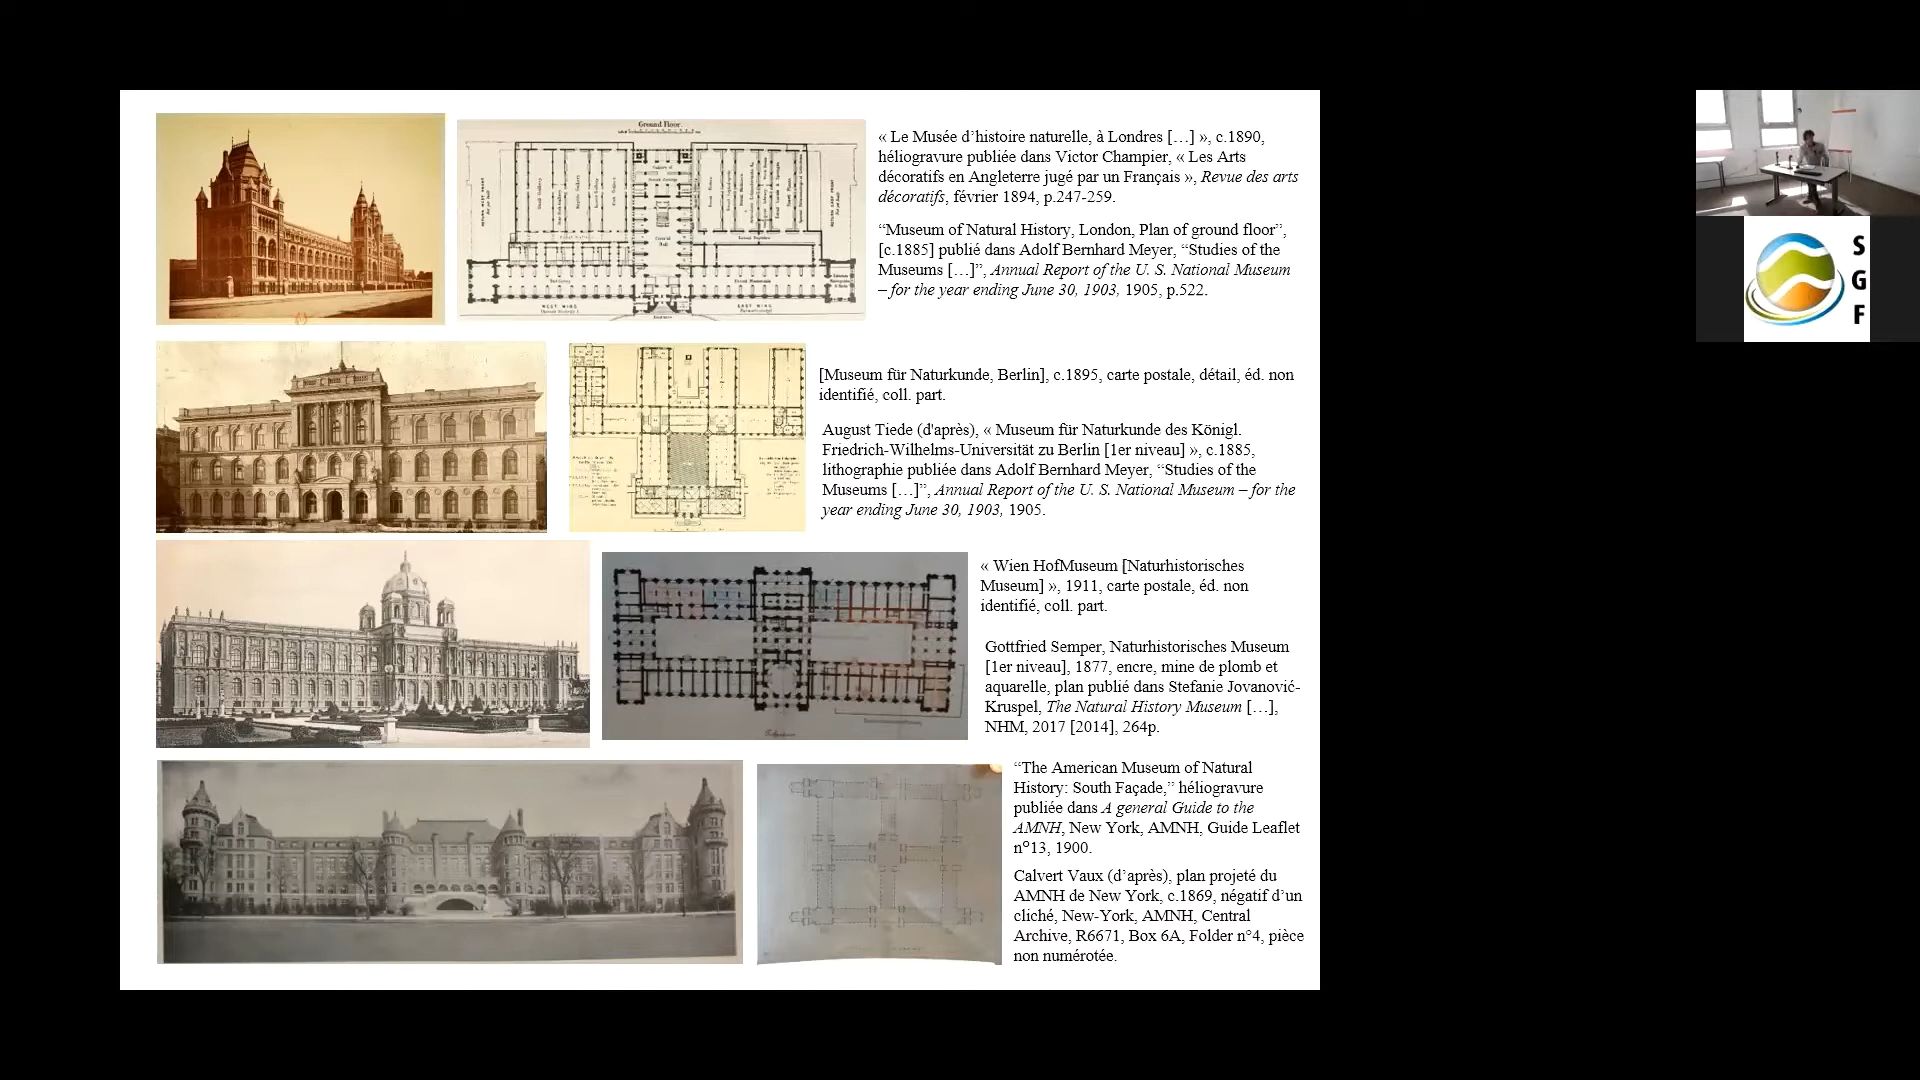 Ground Floor.
« Le Musée d’histoire naturelle, à Londres […] », c.1890,
héliogravure publiée dans Victor Champier, « Les Arts
décoratifs en Angleterre jugé par un Français », Revue des arts
décoratifs, février 1894, p.247-259.
“Museum of Natural History, London, Plan of ground floor”,
[c.1885] publié dans Adolf Bernhard Meyer, “Studies of the
Museums […]”, Annual Report of the U. S. National Museum
– for the year ending June 30, 1903, 1905, p.522.
WEST WING
EAST WING
[Museum für Naturkunde, Berlin], c.1895, carte postale, détail, éd. non
identifié, coll. part.
August Tiede (d'après), « Museum für Naturkunde des Königl.
Friedrich-Wilhelms-Universität zu Berlin [1er niveau] », c.1885,
lithographie publiée dans Adolf Bernhard Meyer, “Studies of the
Museums […]”, Annual Report of the U. S. National Museum – for the
year ending June 30, 1903, 1905.
« Wien HofMuseum [Naturhistorisches
Museum] », 1911, carte postale, éd. non
identifié, coll. part.
Gottfried Semper, Naturhistorisches Museum
[1er niveau], 1877, encre, mine de plomb et
aquarelle, plan publié dans Stefanie Jovanović-
Kruspel, The Natural History Museum […],
NHM, 2017 [2014], 264p.
“The American Museum of Natural
History: South Façade,” héliogravure
publiée dans A general Guide to the
AMNH, New York, AMNH, Guide Leaflet
n°13, 1900.
Calvert Vaux (d’après), plan projeté du
AMNH de New York, c.1869, négatif d’un
cliché, New-York, AMNH, Central
Archive, R6671, Box 6A, Folder n°4, pièce
non numérotée.
S
G
F